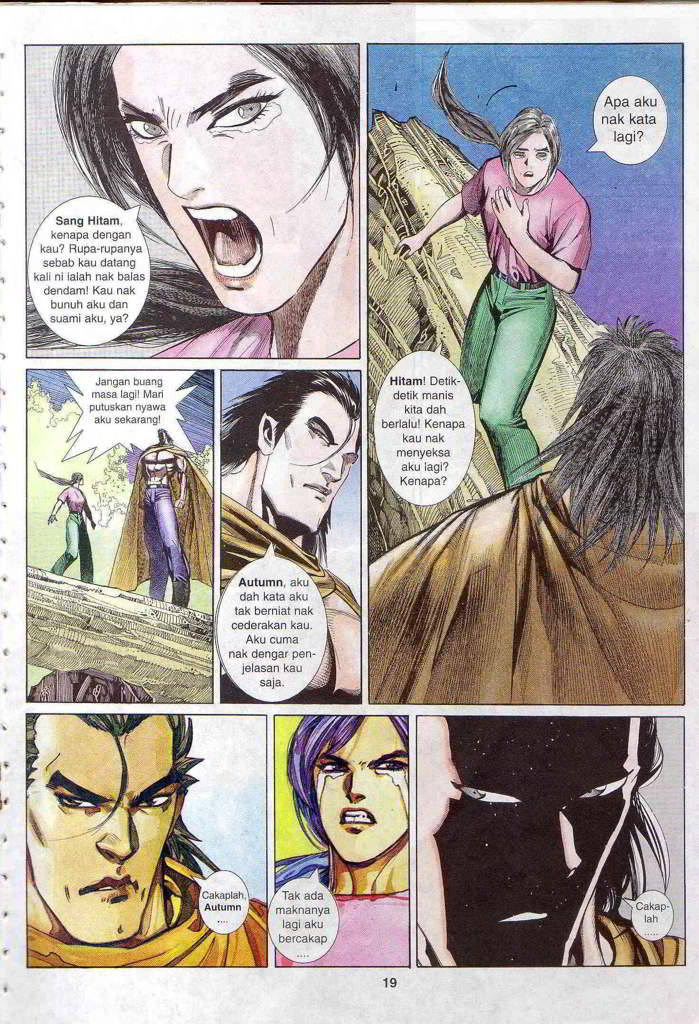 Sang Hitam,
kenapa dengan
kau? Rupa-rupanya
sebab kau datang
kali ni ialah nak balas
dendam! Kau nak
bunuh aku dan
suami aku, ya?
Apa aku
nak kata
lagi?
Hitam! Detik-
detik manis
kita dah
berlalu! Kenapa
kau nak
menyeksa
aku iagi?
Kenapa?
Jangan buang
masa lagi! Mari
putuskan nyawa
aku sekarang!
Autumn, aku
dah kata aku
tak berniat nak
cederakan kau.
Aku cuma
nak dengar pen-
jelasan kau
saja.
Cakaplah,
Autumn
....
Tak ada
maknanya
lagi aku
bercakap
....
Cakap-
lah
.....
19